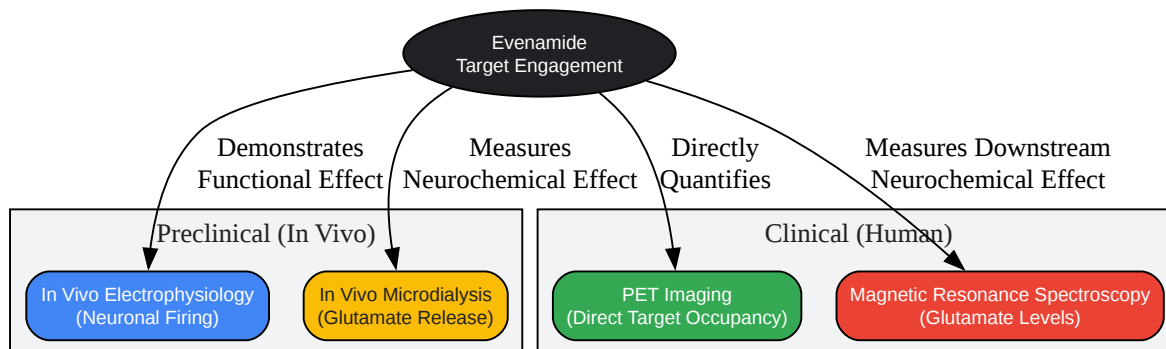 Evenamide
Target Engagement
Demonstrates
Functional Effect
Measures
Neurochemical Effect
Directly
Quantifies
Measures Downstream
Neurochemical Effect
Preclinical (In Vivo)
Clinical (Human)
In Vivo Electrophysiology
(Neuronal Firing)
In Vivo Microdialysis
(Glutamate Release)
PET Imaging
(Direct Target Occupancy)
Magnetic Resonance Spectroscopy
(Glutamate Levels)